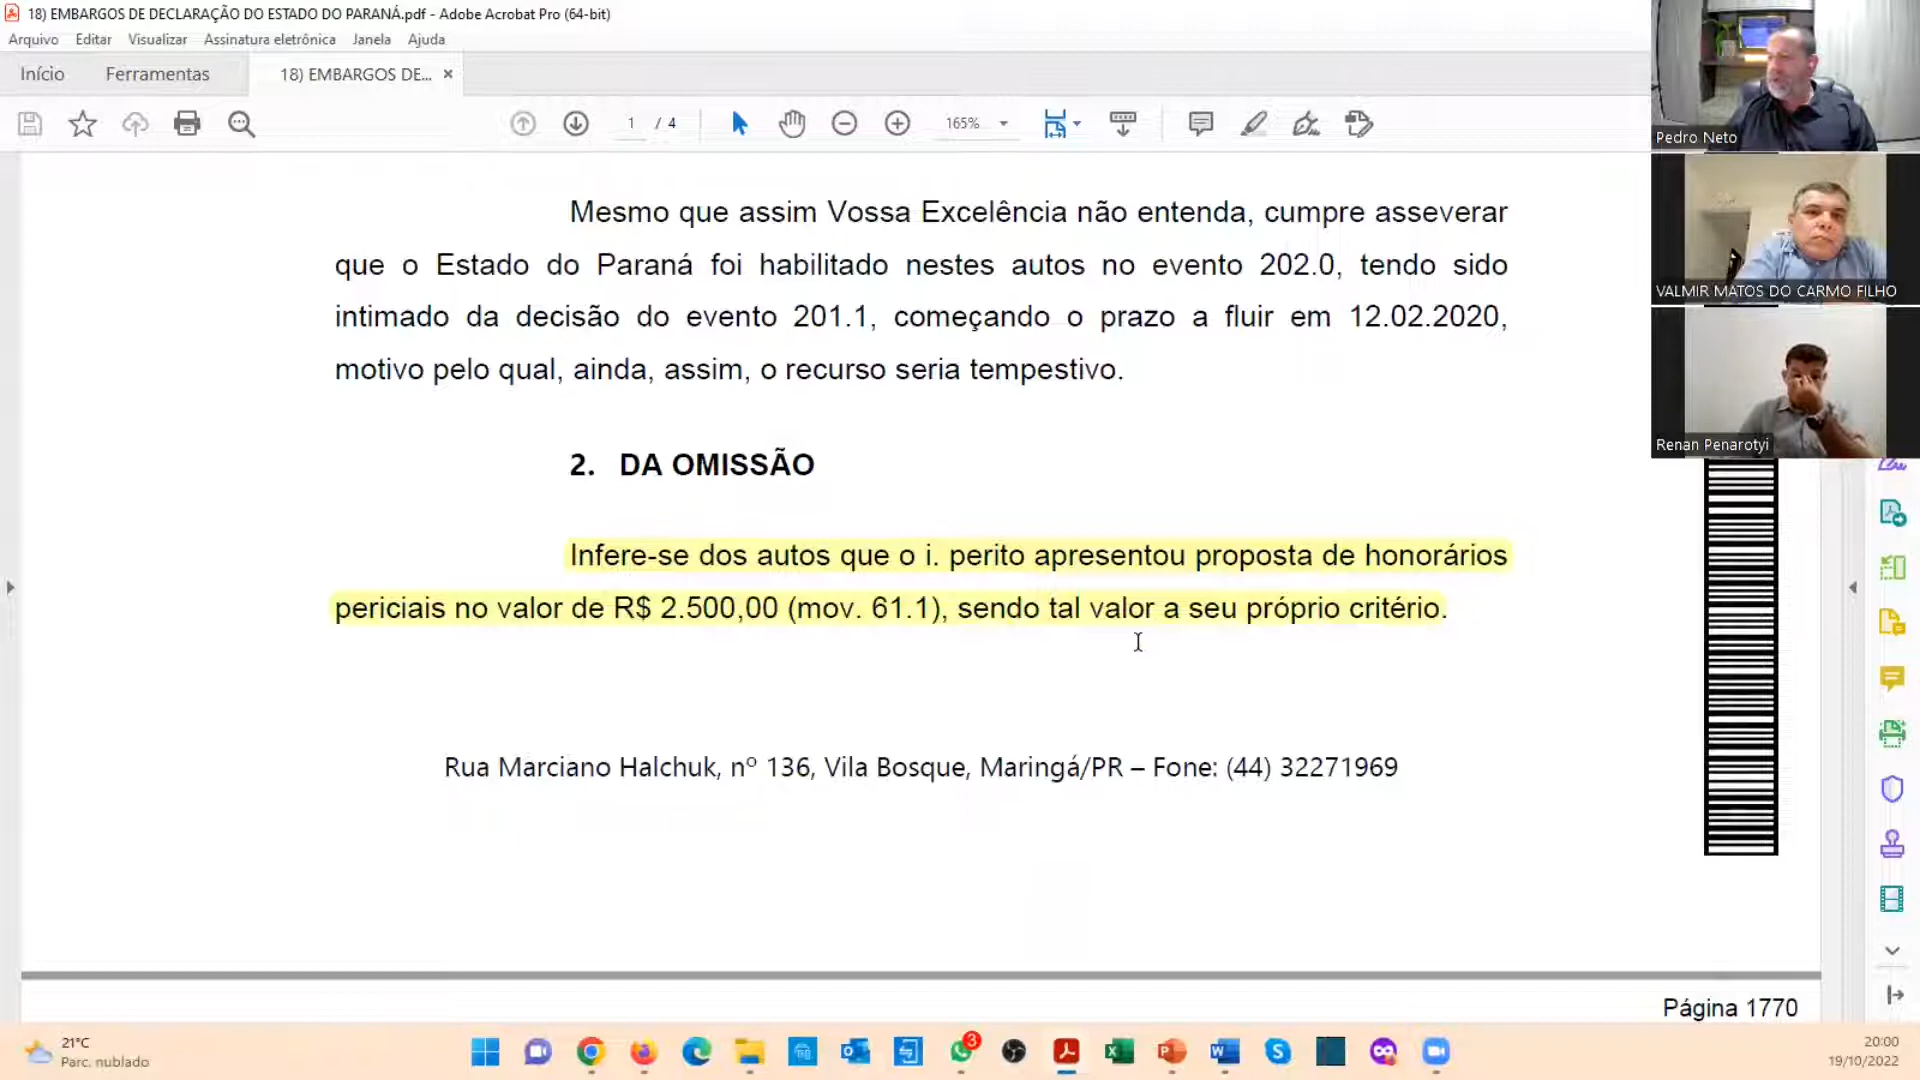 18) EMBARGOS DE DECLARAÇÃO DO ESTADO DO PARANÁ.pdf - Adobe Acrobat Pro (64-bit)
Arquivo Editar Visualizar Assinatura eletrônica Janela Ajuda
Início Ferramentas 18) EMBARGOS DE... ×
1 / 4 165%
Pedro Neto
VALMIR MATOS DO CARMO FILHO
Renan Penarotyi
Mesmo que assim Vossa Excelência não entenda, cumpre asseverar
que o Estado do Paraná foi habilitado nestes autos no evento 202.0, tendo sido
intimado da decisão do evento 201.1, começando o prazo a fluir em 12.02.2020,
motivo pelo qual, ainda, assim, o recurso seria tempestivo.
2. DA OMISSÃO
Infere-se dos autos que o i. perito apresentou proposta de honorários
periciais no valor de R$ 2.500,00 (mov. 61.1), sendo tal valor a seu próprio critério.
Rua Marciano Halchuk, nº 136, Vila Bosque, Maringá/PR – Fone: (44) 32271969
Página 1770
21°C
Parc. nublado
3
20:00
19/10/2022